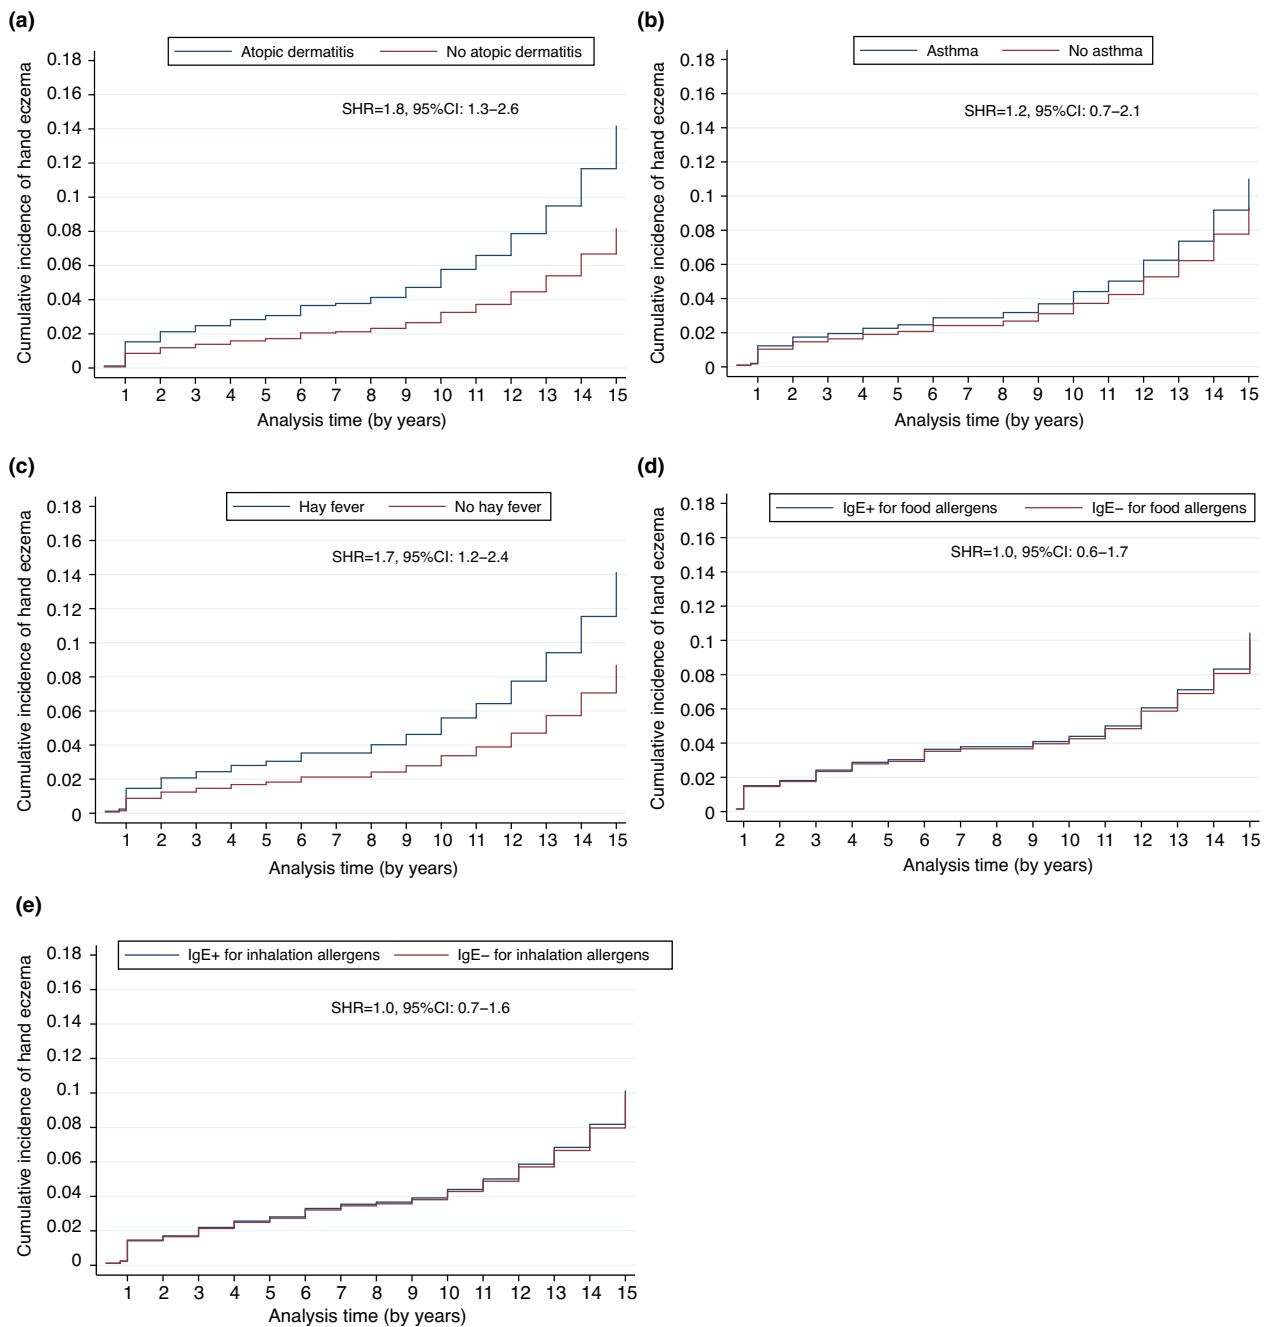 (a)
Atopic dermatitis No atopic dermatitis
SHR=1.8, 95%CI: 1.3–2.6
Cumulative incidence of hand eczema
0.18
0.16
0.14
0.12
0.1
0.08
0.06
0.04
0.02
0
1 2 3 4 5 6 7 8 9 10 11 12 13 14 15
Analysis time (by years)
(b)
Asthma No asthma
SHR=1.2, 95%CI: 0.7–2.1
Cumulative incidence of hand eczema
0.18
0.16
0.14
0.12
0.1
0.08
0.06
0.04
0.02
0
1 2 3 4 5 6 7 8 9 10 11 12 13 14 15
Analysis time (by years)
(c)
Hay fever No hay fever
SHR=1.7, 95%CI: 1.2–2.4
Cumulative incidence of hand eczema
0.18
0.16
0.14
0.12
0.1
0.08
0.06
0.04
0.02
0
1 2 3 4 5 6 7 8 9 10 11 12 13 14 15
Analysis time (by years)
(d)
IgE+ for food allergens IgE− for food allergens
SHR=1.0, 95%CI: 0.6–1.7
Cumulative incidence of hand eczema
0.18
0.16
0.14
0.12
0.1
0.08
0.06
0.04
0.02
0
1 2 3 4 5 6 7 8 9 10 11 12 13 14 15
Analysis time (by years)
(e)
IgE+ for inhalation allergens IgE− for inhalation allergens
SHR=1.0, 95%CI: 0.7–1.6
Cumulative incidence of hand eczema
0.18
0.16
0.14
0.12
0.1
0.08
0.06
0.04
0.02
0
1 2 3 4 5 6 7 8 9 10 11 12 13 14 15
Analysis time (by years)